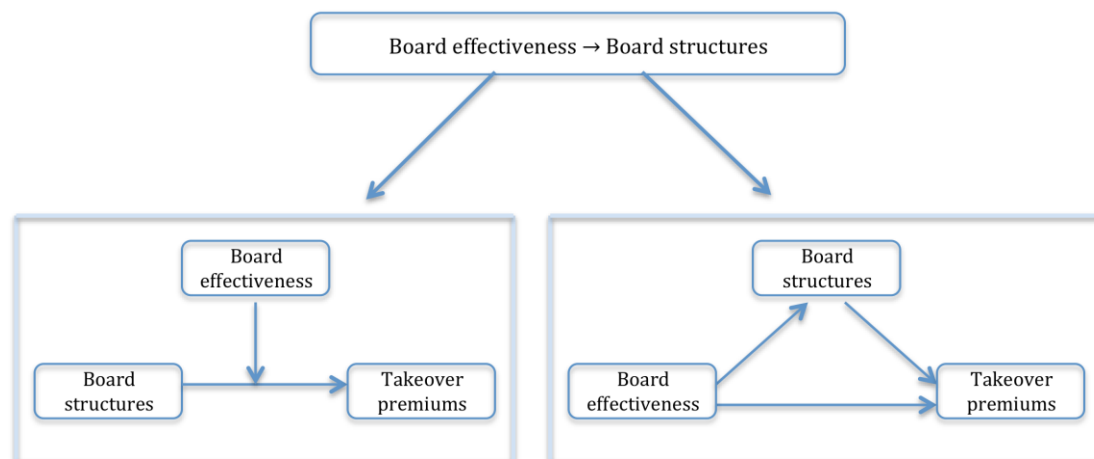 Board effectiveness → Board structures
Board
effectiveness
Board
structures
Takeover
premiums
Board
structures
Board
effectiveness
Takeover
premiums